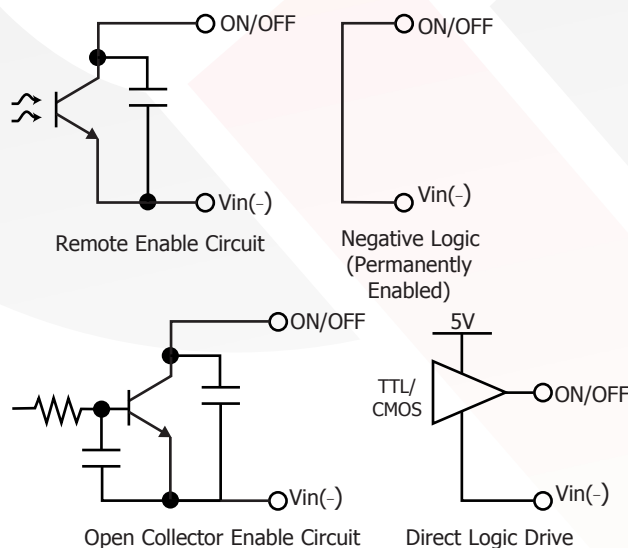 ON/OFF
Vin(-)
Remote Enable Circuit
ON/OFF
Vin(-)
Negative Logic
(Permanently
Enabled)
ON/OFF
Vin(-)
Open Collector Enable Circuit
5V
TTL/
CMOS
ON/OFF
Vin(-)
Direct Logic Drive